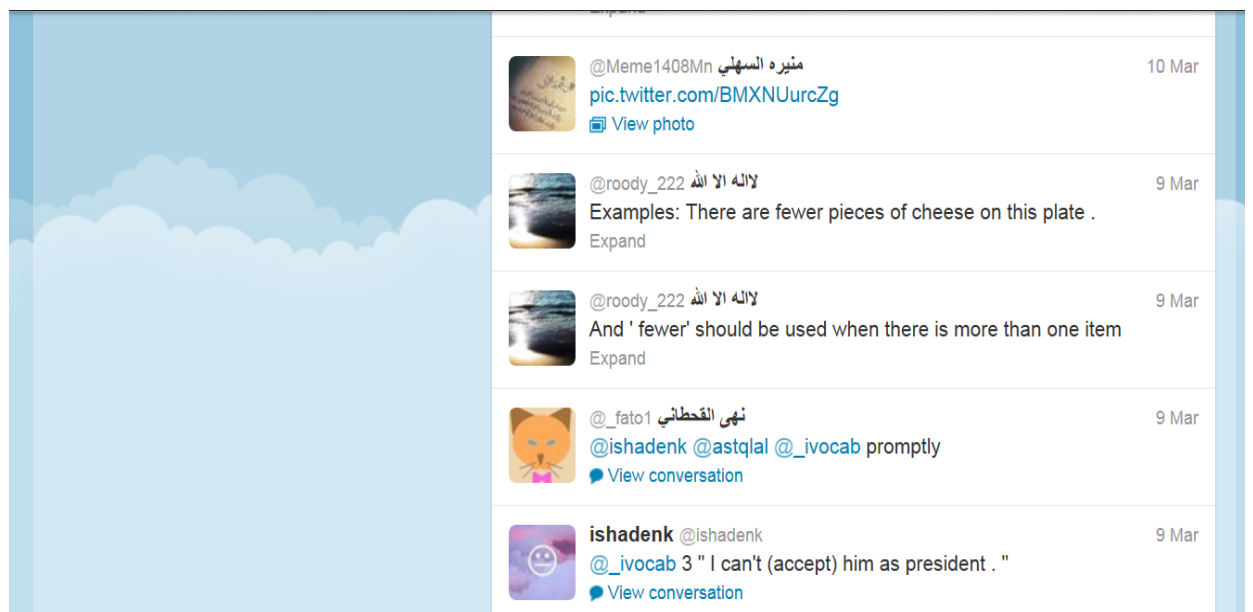 منيره السهلي @Meme1408Mn 10 Mar
pic.twitter.com/BMXNUurcZg
View photo
لااله الا الله @roody_222 9 Mar
Examples: There are fewer pieces of cheese on this plate .
Expand
لااله الا الله @roody_222 9 Mar
And ' fewer' should be used when there is more than one item
Expand
نهى القحطاني @_fato1 9 Mar
@ishadenk @astqlal @_ivocab promptly
View conversation
ishadenk @ishadenk 9 Mar
@_ivocab 3 " I can't (accept) him as president . "
View conversation